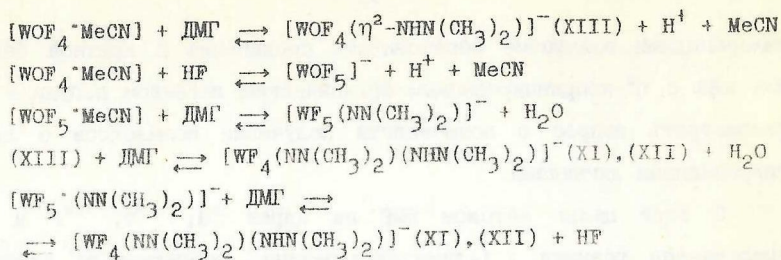 [WOF₄·MeCN] + ДМГ ⇌ [WOF₄(η²-NHN(CH₃)₂)]⁻(XIII) + H⁺ + MeCN
[WOF₄·MeCN] + HF ⇌ [WOF₅]⁻ + H⁺ + MeCN
[WOF₅·MeCN] + ДМГ ⇌ [WF₅(NN(CH₃)₂)]⁻ + H₂O
(XIII) + ДМГ ⇌ [WF₄(NN(CH₃)₂)(NHN(CH₃)₂)]⁻(XI),(XII) + H₂O
[WF₅·(NN(CH₃)₂)]⁻+ ДМГ ⇌
⇌ [WF₄(NN(CH₃)₂)(NHN(CH₃)₂)]⁻(XI),(XII) + HF